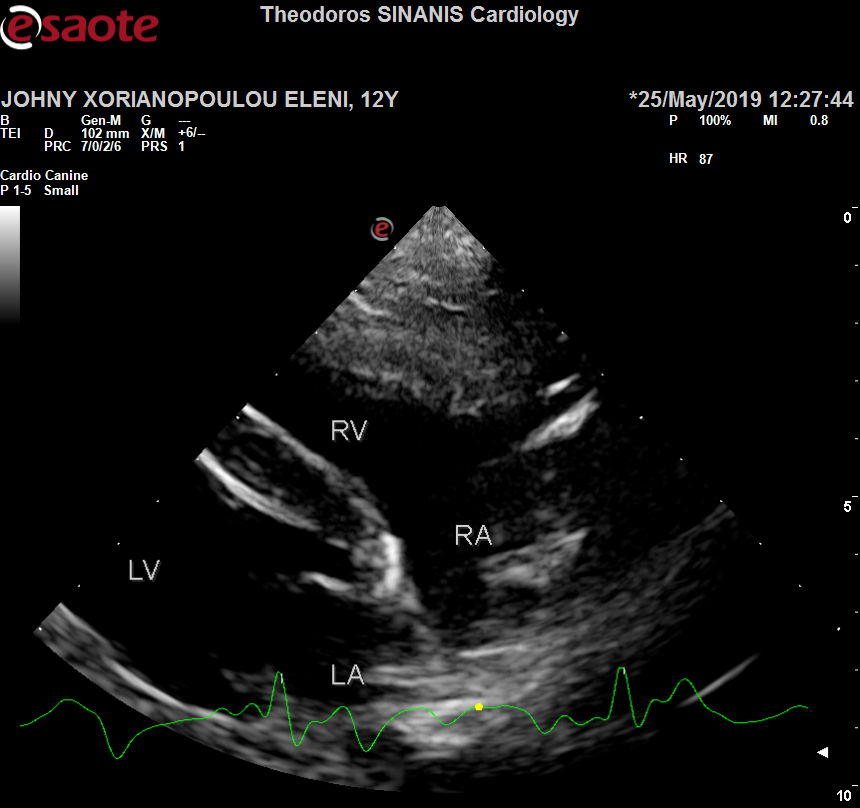 Theodoros SINANIS Cardiology
esaote
JOHNY XORIANOPOULOU ELENI, 12Y
*25/May/2019 12:27:44
B Gen-M G ---
TEI D 102 mm X/M +6/--
PRC 7/0/2/6 PRS 1
P 100% MI 0.8
HR 87
Cardio Canine
P 1-5 Small
0
e
RV
5
RA
LV
LA
10